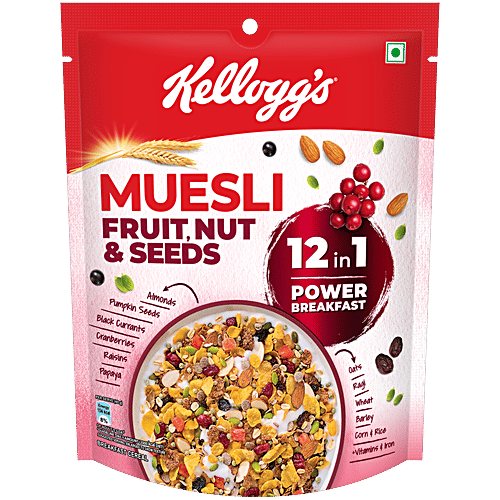 Kellogg's
MUESLI
FRUIT, NUT
& SEEDS
12 in 1
POWER
BREAKFAST
Almonds
Pumpkin Seeds
Black Currants
Cranberries
Raisins
Papaya
Oats
Ragi
Wheat
Barley
Corn & Rice
+Vitamins & Iron
BREAKFAST CEREAL